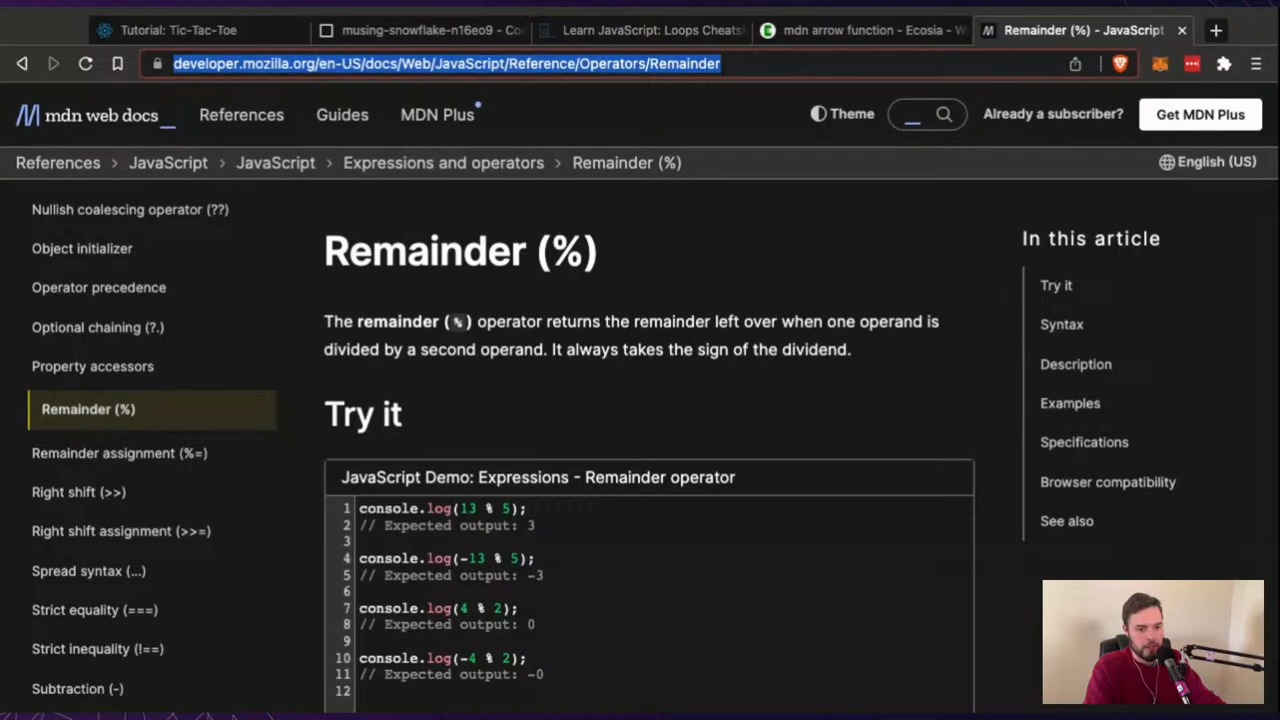 Tutorial: Tic-Tac-Toe
musing-snowflake-n16eo9 - Co
Learn JavaScript: Loops Cheats
mdn arrow function - Ecosia - W
Remainder (%) - JavaScript
developer.mozilla.org/en-US/docs/Web/JavaScript/Reference/Operators/Remainder
mdn web docs_
References
Guides
MDN Plus
Theme
Already a subscriber?
Get MDN Plus
References > JavaScript > JavaScript > Expressions and operators > Remainder (%)
English (US)
Nullish coalescing operator (??)
Object initializer
Operator precedence
Optional chaining (?.)
Property accessors
Remainder (%)
Remainder assignment (%=)
Right shift (>>)
Right shift assignment (>>=)
Spread syntax (...)
Strict equality (===)
Strict inequality (!==)
Subtraction (-)
Remainder (%)
The remainder (%) operator returns the remainder left over when one operand is
divided by a second operand. It always takes the sign of the dividend.
Try it
JavaScript Demo: Expressions - Remainder operator
1 console.log(13 % 5);
2 // Expected output: 3
3
4 console.log(-13 % 5);
5 // Expected output: -3
6
7 console.log(4 % 2);
8 // Expected output: 0
9
10 console.log(-4 % 2);
11 // Expected output: -0
12
In this article
Try it
Syntax
Description
Examples
Specifications
Browser compatibility
See also